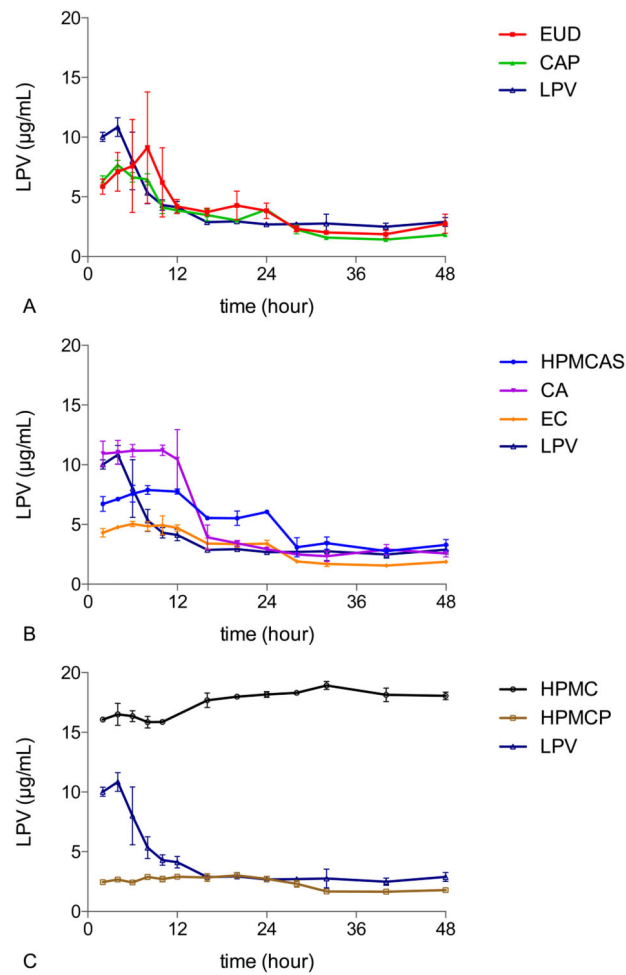 20
15
10
5
0
LPV (µg/mL)
EUD
CAP
LPV
0 12 24 36 48
time (hour)
A
20
15
10
5
0
LPV (µg/mL)
HPMCAS
CA
EC
LPV
0 12 24 36 48
time (hour)
B
20
15
10
5
0
LPV (µg/mL)
HPMC
HPMCP
LPV
0 12 24 36 48
time (hour)
C